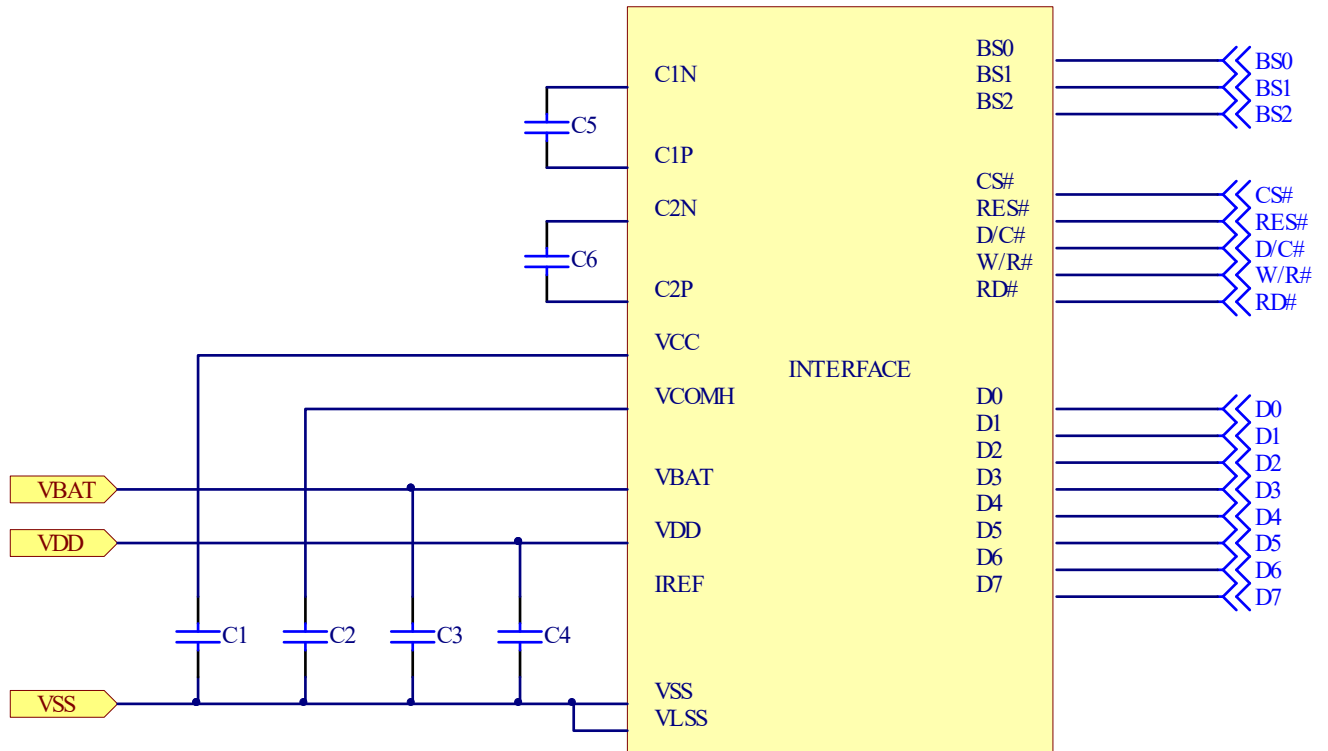 BS0 BS0
C1N BS1 BS1
BS2 BS2
C5
C1P
CS# CS#
C2N RES# RES#
D/C# D/C#
C6 W/R# W/R#
C2P RD# RD#
VCC
INTERFACE
VCOMH D0 D0
D1 D1
D2 D2
VBAT VBAT D3 D3
D4 D4
VDD VDD D5 D5
D6 D6
IREF D7 D7
C1 C2 C3 C4
VSS VSS
VLSS